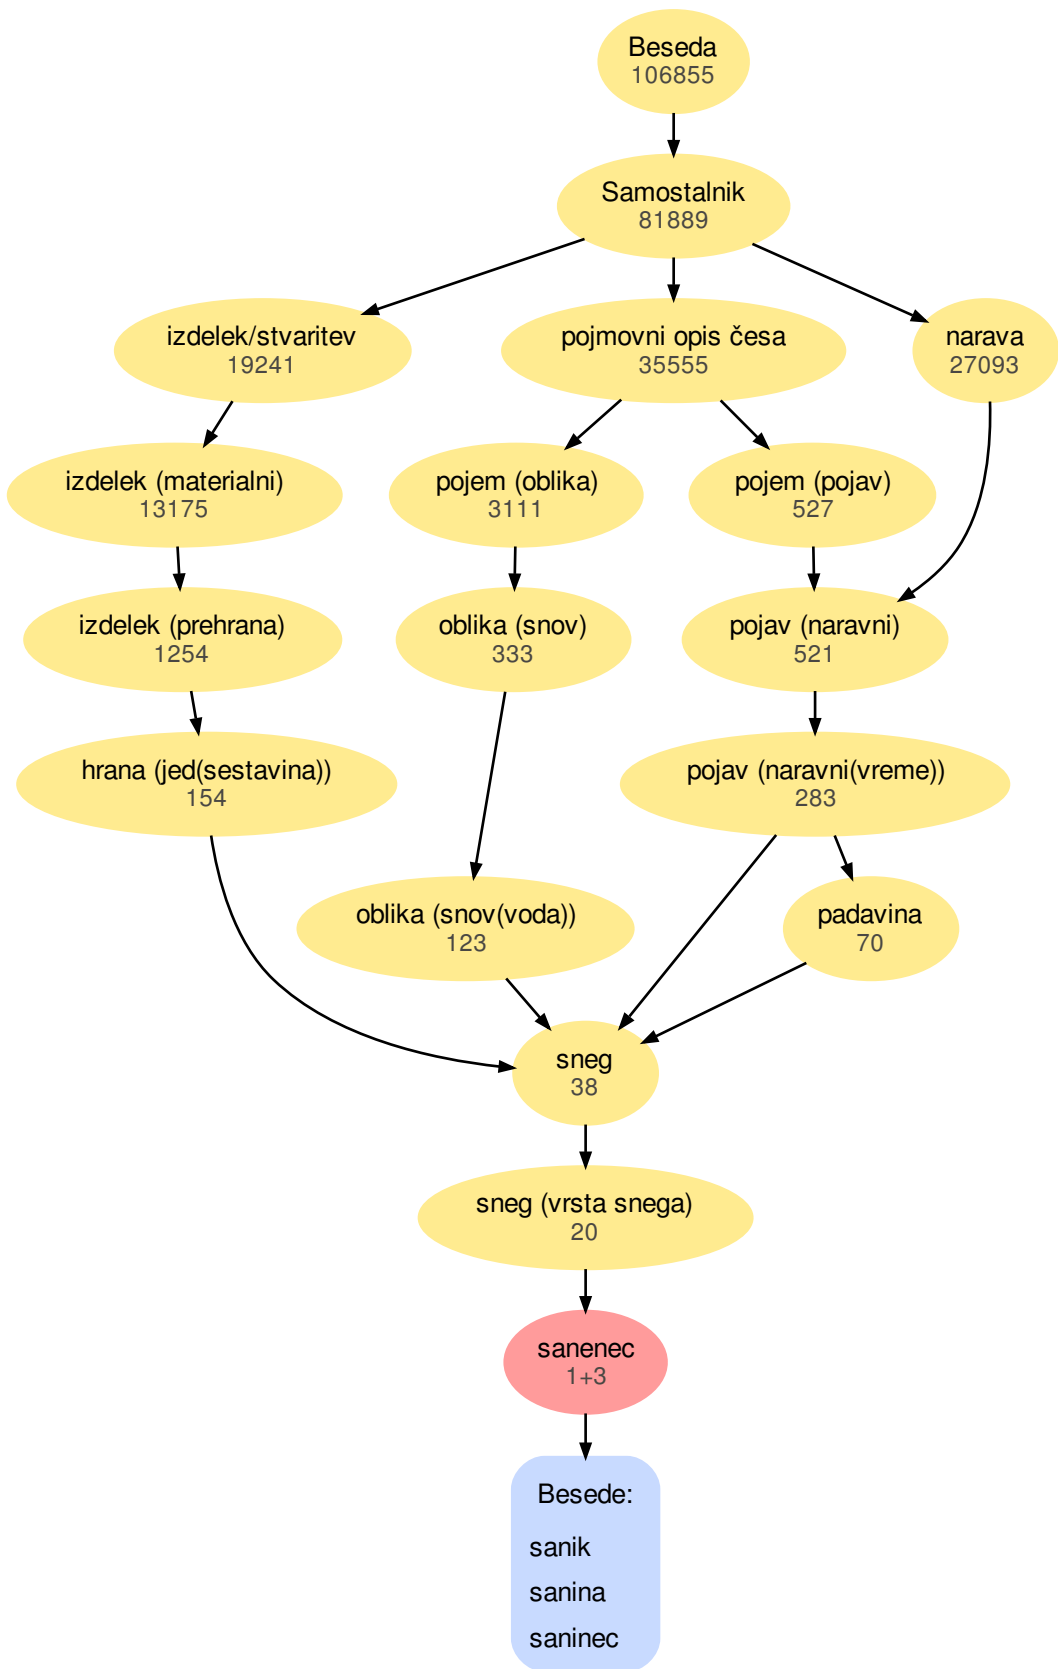 Beseda
106855
Samostalnik
81889
izdelek/stvaritev
19241
pojmovni opis česa
35555
narava
27093
izdelek (materialni)
13175
pojem (oblika)
3111
pojem (pojav)
527
izdelek (prehrana)
1254
oblika (snov)
333
pojav (naravni)
521
hrana (jed(sestavina))
154
pojav (naravni(vreme))
283
oblika (snov(voda))
123
padavina
70
sneg
38
sneg (vrsta snega)
20
sanenec
1+3
Besede:
sanik
sanina
saninec